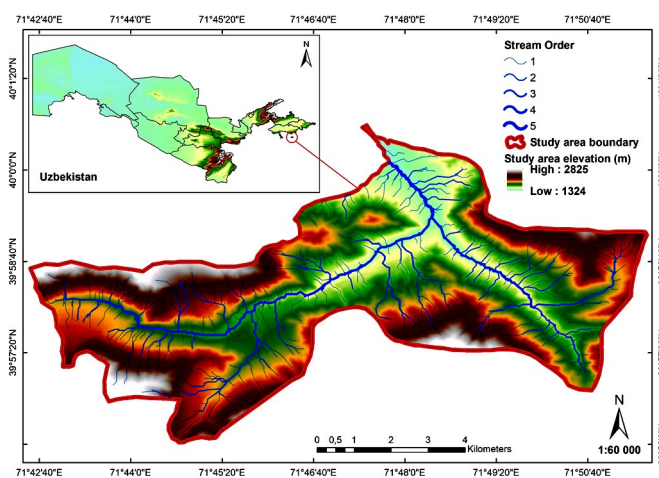 71°42'40"E 71°44'0"E 71°45'20"E 71°46'40"E 71°48'0"E 71°49'20"E 71°50'40"E
N
Uzbekistan
40°1'20"N
40°0'0"N
39°58'40"N
39°57'20"N
Stream Order
1
2
3
4
5
Study area boundary
Study area elevation (m)
High : 2825
Low : 1324
N
0 0,5 1 2 3 4
Kilometers
1:60 000
71°42'40"E 71°44'0"E 71°45'20"E 71°46'40"E 71°48'0"E 71°49'20"E 71°50'40"E